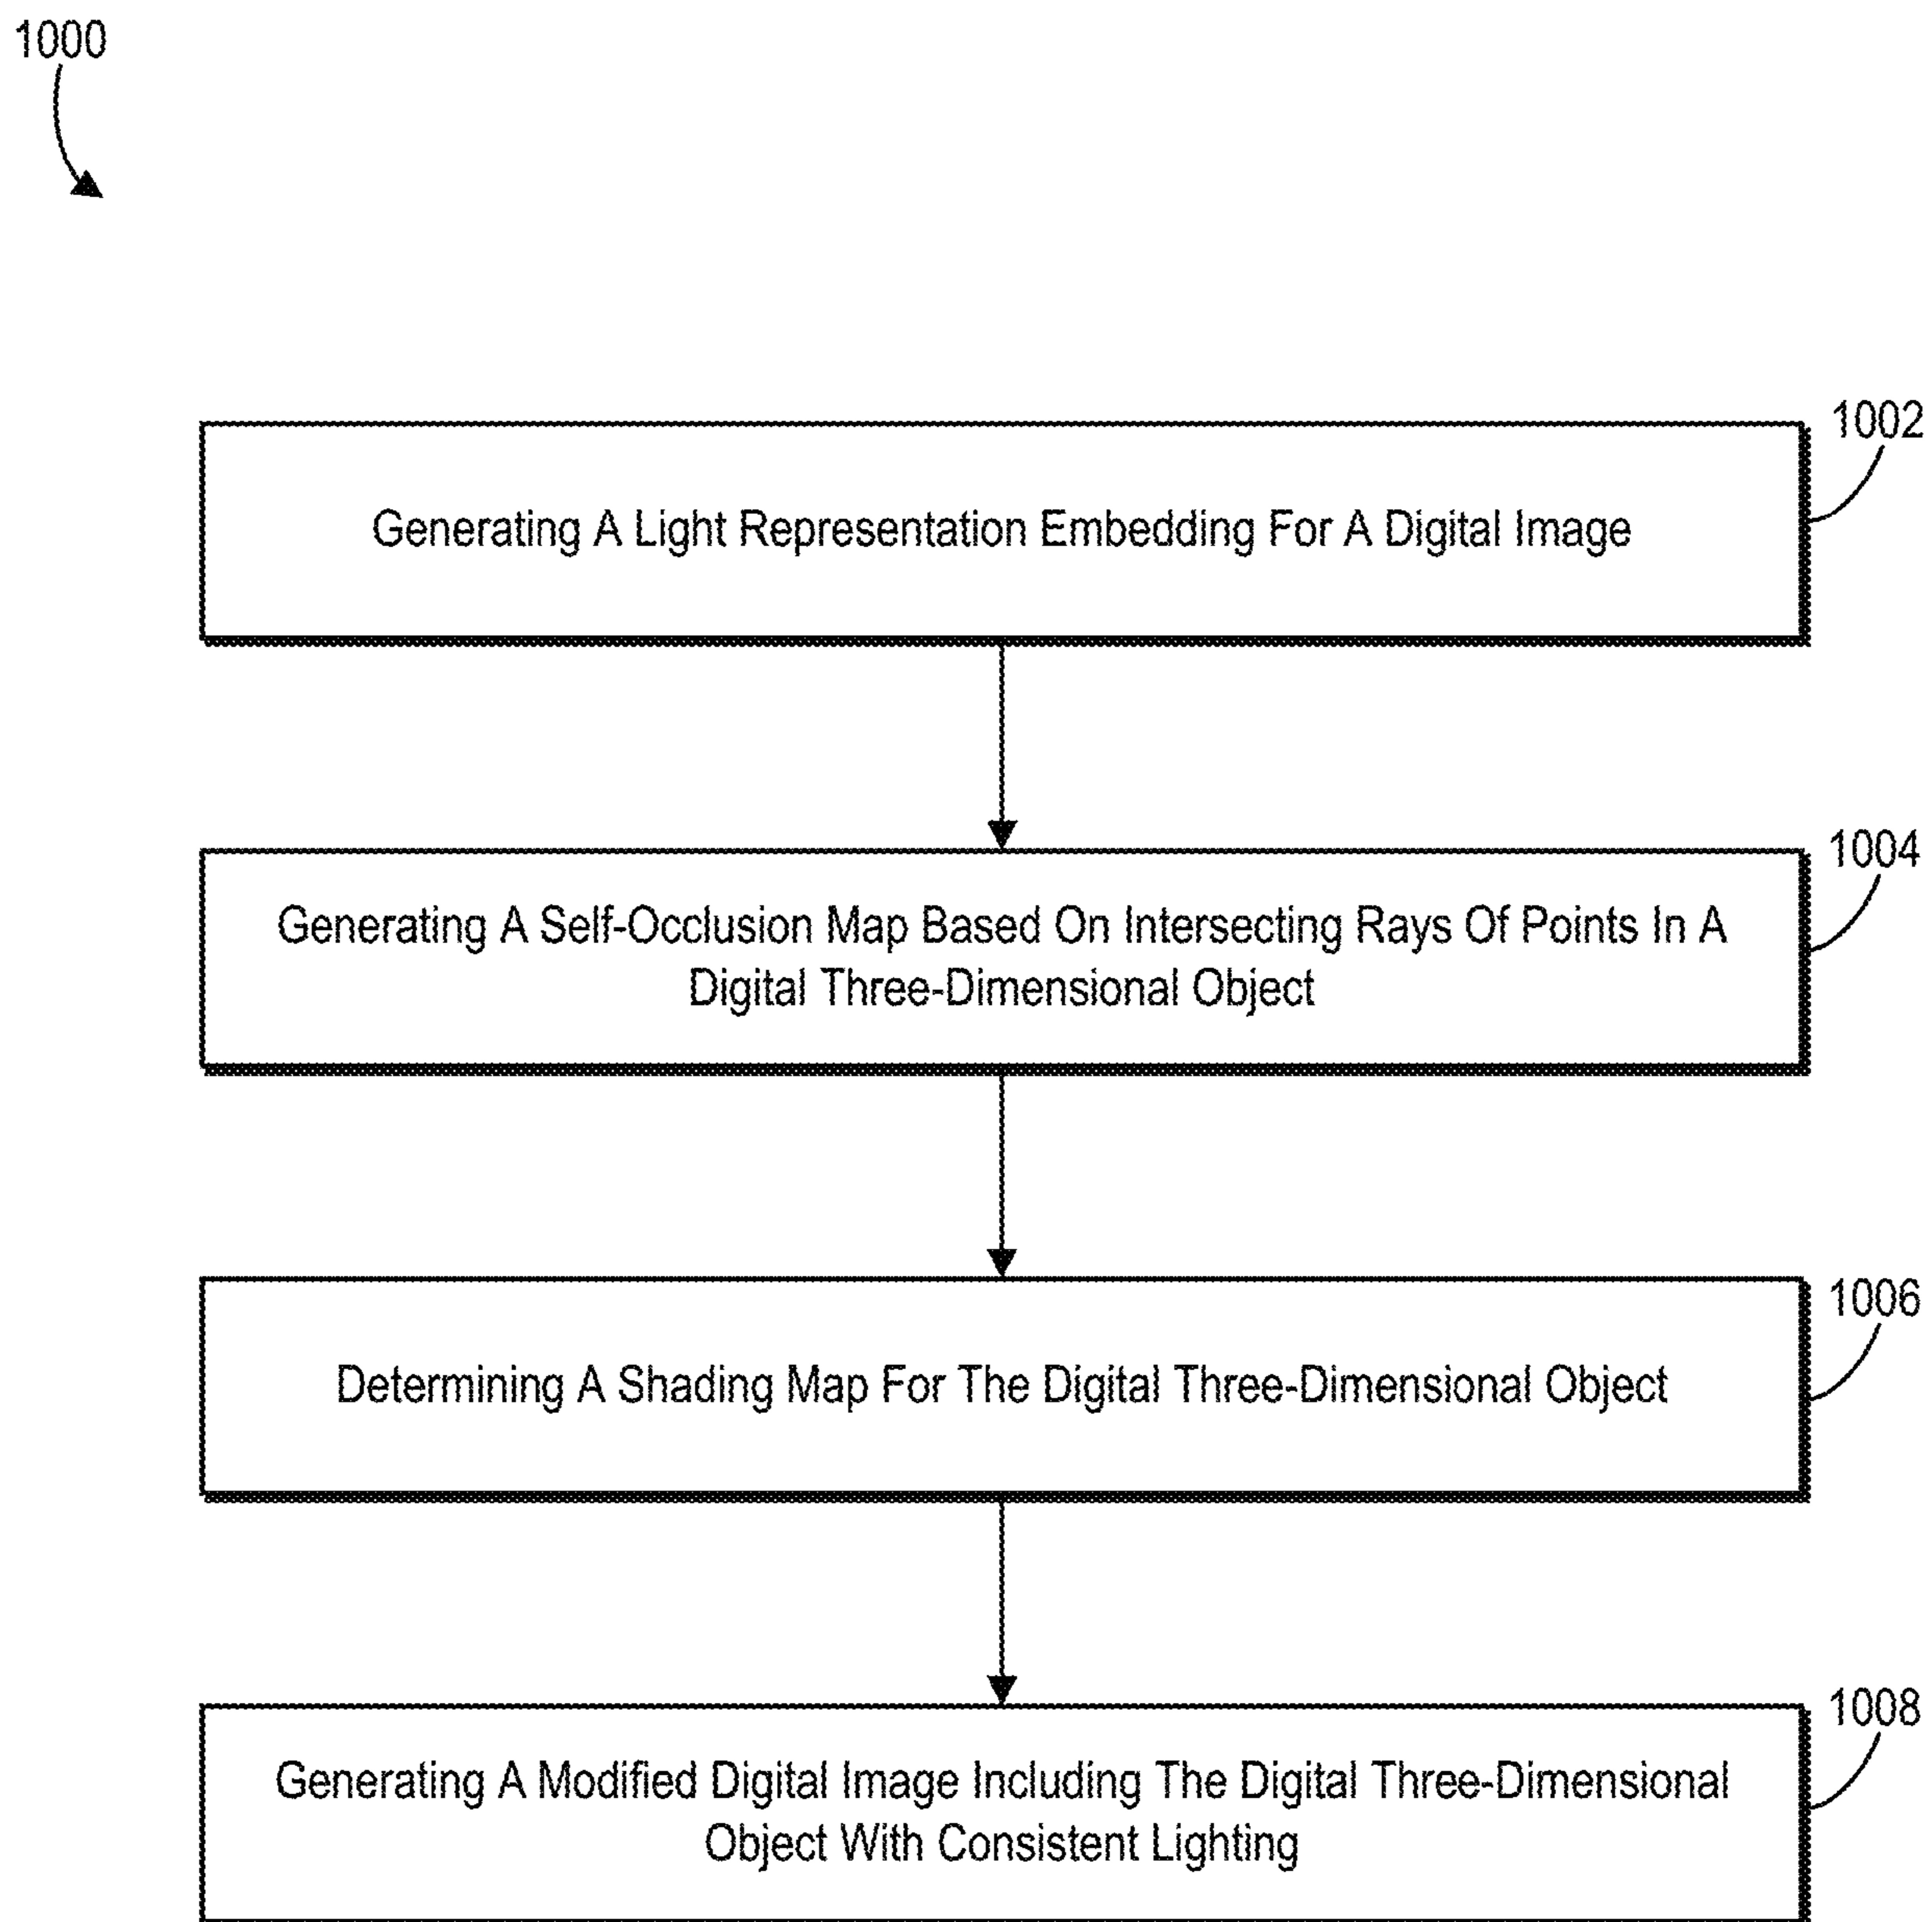 1000
1002
Generating A Light Representation Embedding For A Digital Image
1004
Generating A Self-Occlusion Map Based On Intersecting Rays Of Points In A
Digital Three-Dimensional Object
1006
Determining A Shading Map For The Digital Three-Dimensional Object
1008
Generating A Modified Digital Image Including The Digital Three-Dimensional
Object With Consistent Lighting